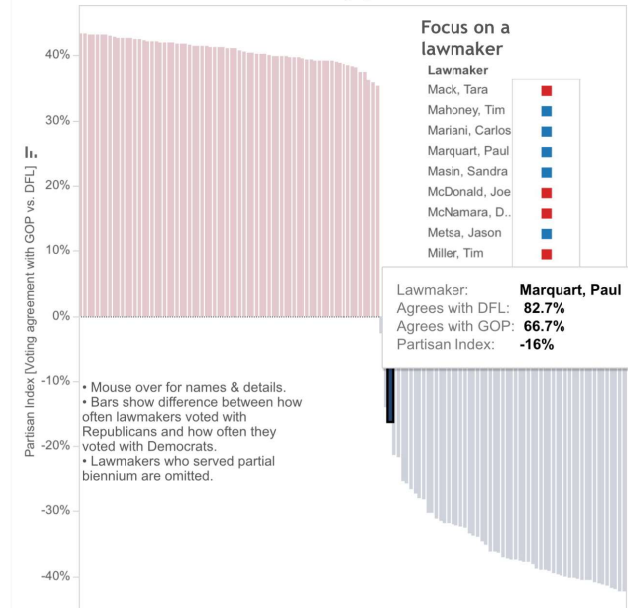 Focus on a
lawmaker
Lawmaker
Mack, Tara
Mahoney, Tim
Mariani, Carlos
Marquart, Paul
Masin, Sandra
McDonald, Joe
McNamara, D..
Metsa, Jason
Miller, Tim
Lawmaker: Marquart, Paul
Agrees with DFL: 82.7%
Agrees with GOP: 66.7%
Partisan Index: -16%
Partisan Index [Voting agreement with GOP vs. DFL]
40%
30%
20%
10%
0%
-10%
-20%
-30%
-40%
• Mouse over for names & details.
• Bars show difference between how
often lawmakers voted with
Republicans and how often they
voted with Democrats.
• Lawmakers who served partial
biennium are omitted.